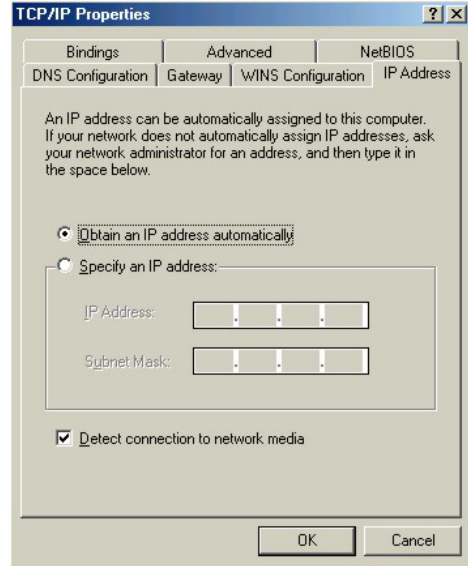 TCP/IP Properties
Bindings Advanced NetBIOS
DNS Configuration Gateway WINS Configuration IP Address
An IP address can be automatically assigned to this computer.
If your network does not automatically assign IP addresses, ask
your network administrator for an address, and then type it in
the space below.
Obtain an IP address automatically
Specify an IP address:
IP Address:
Subnet Mask:
Detect connection to network media
OK Cancel